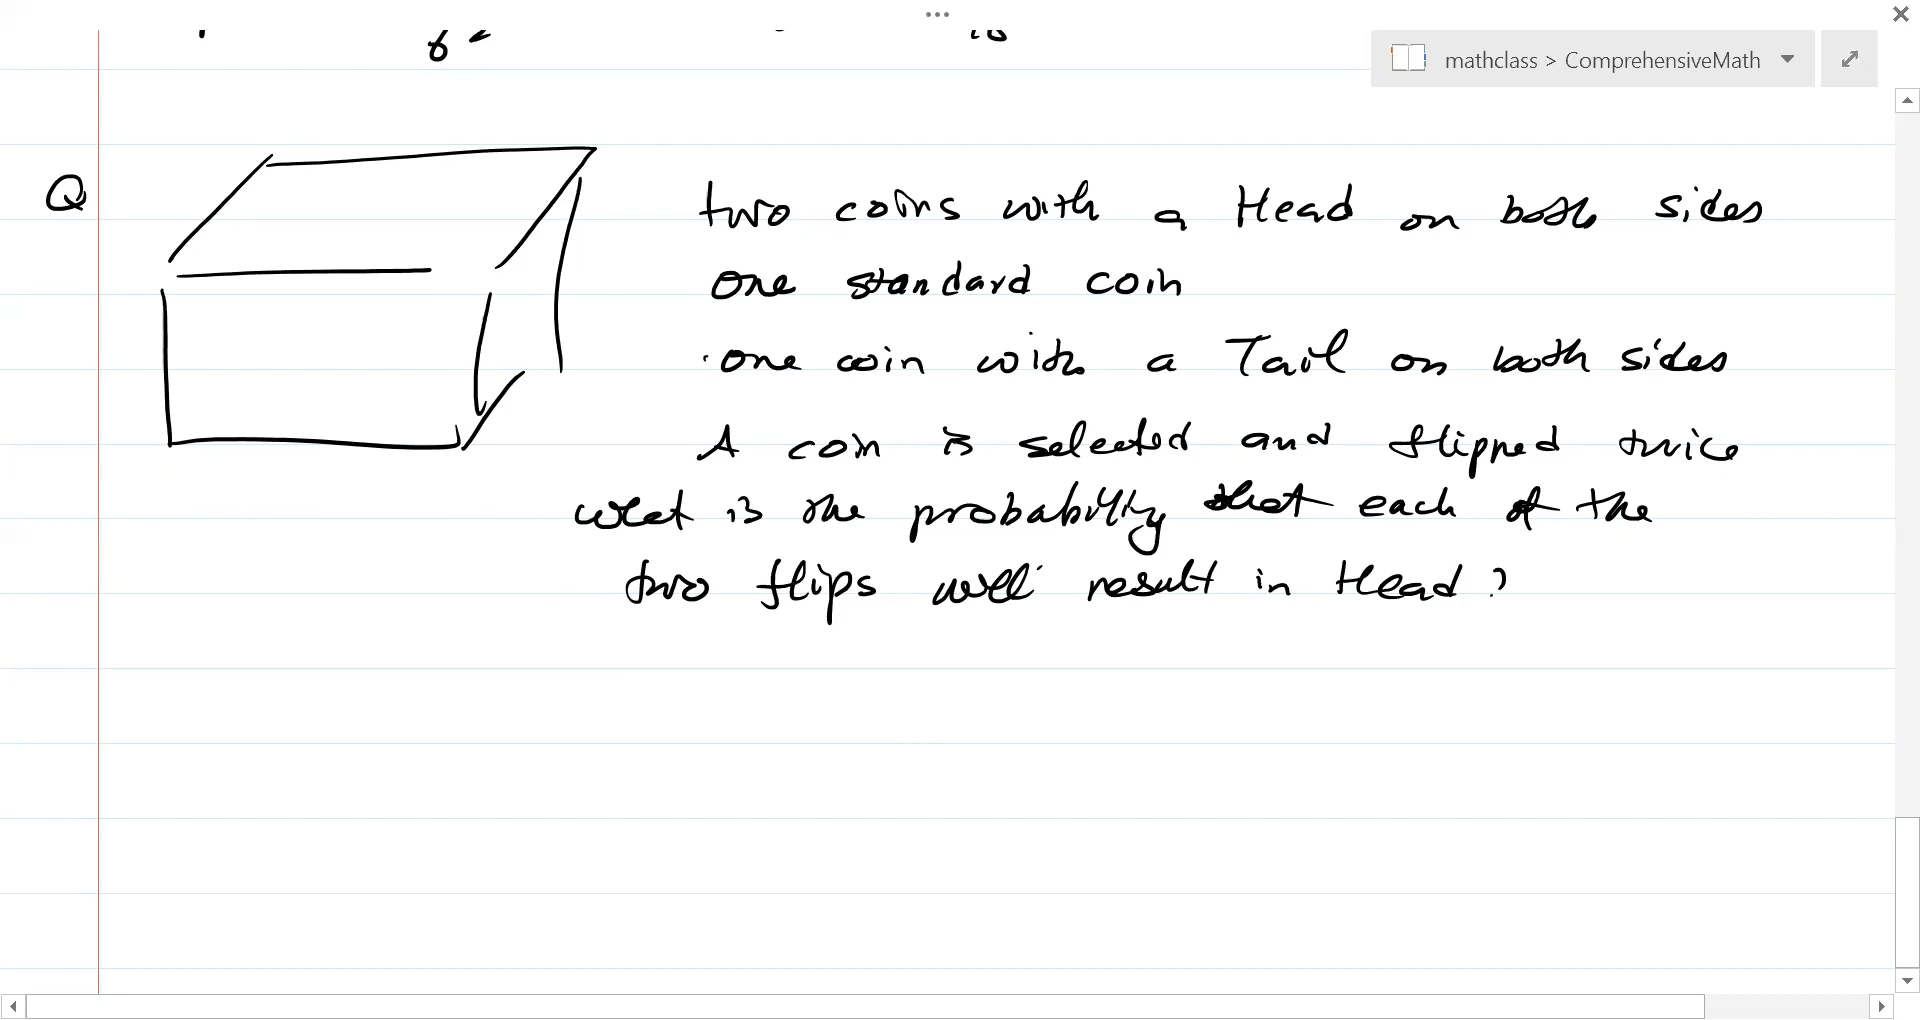 mathclass > ComprehensiveMath
Q
two coins with a Head on both sides
one standard coin
one coin with a Tail on both sides
A coin is selected and flipped twice
what is the probability that each of the
two flips will result in Head?